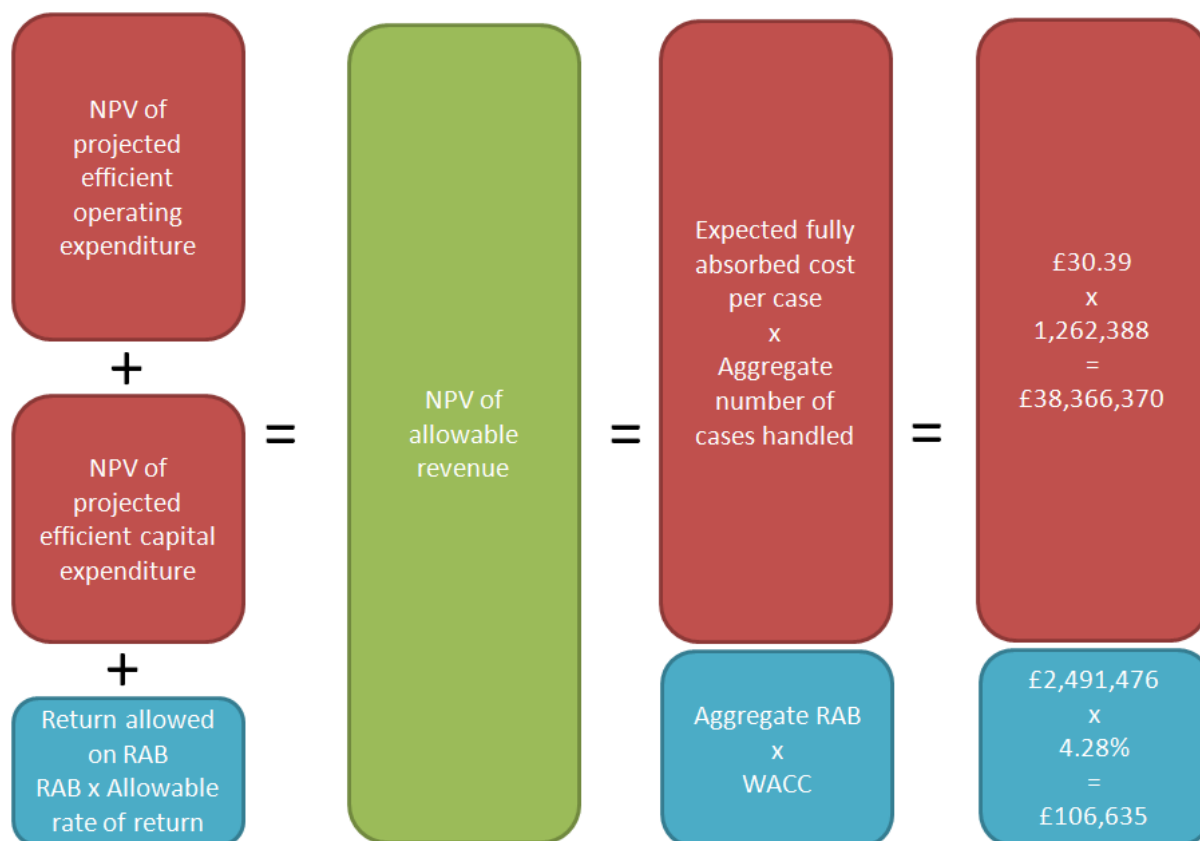 NPV of
projected
efficient
operating
expenditure
+
NPV of
projected
efficient capital
expenditure
+
Return allowed
on RAB
RAB x Allowable
rate of return
=
NPV of
allowable
revenue
=
Expected fully
absorbed cost
per case
x
Aggregate
number of
cases handled
Aggregate RAB
x
WACC
=
£30.39
x
1,262,388
=
£38,366,370
£2,491,476
x
4.28%
=
£106,635